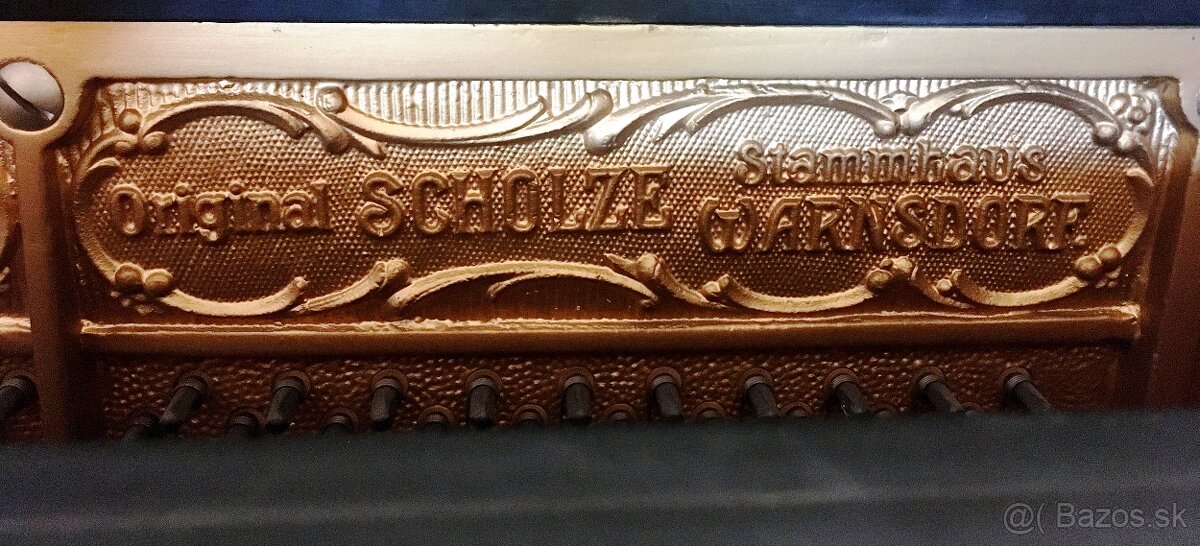 Original SCHOLZE
Stammhaus
WARNSDORF.
@( Bazos.sk